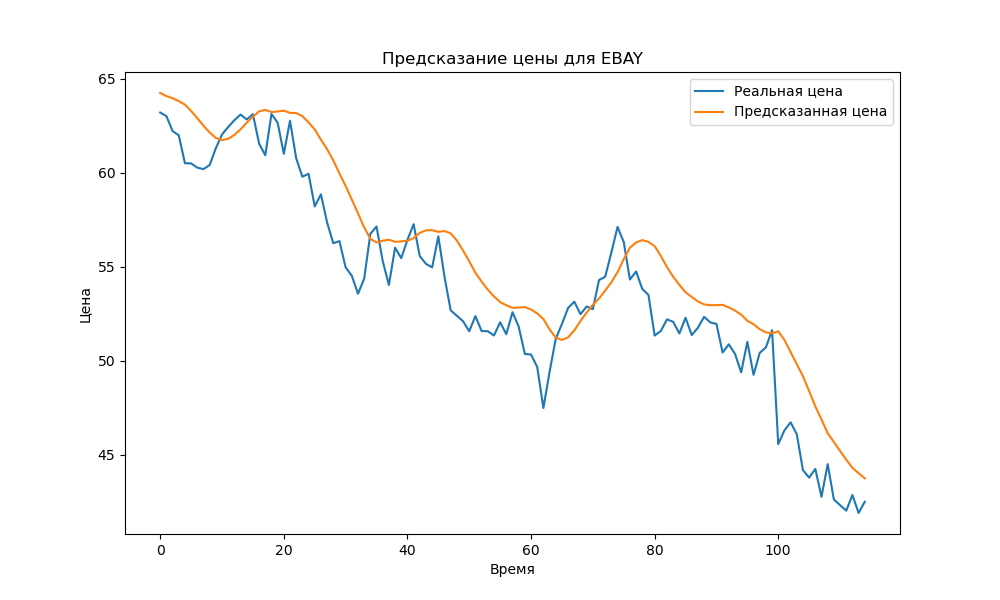 Предсказание цены для EBAY
Реальная цена
Предсказанная цена
65
60
55
50
45
Цена
0 20 40 60 80 100
Время